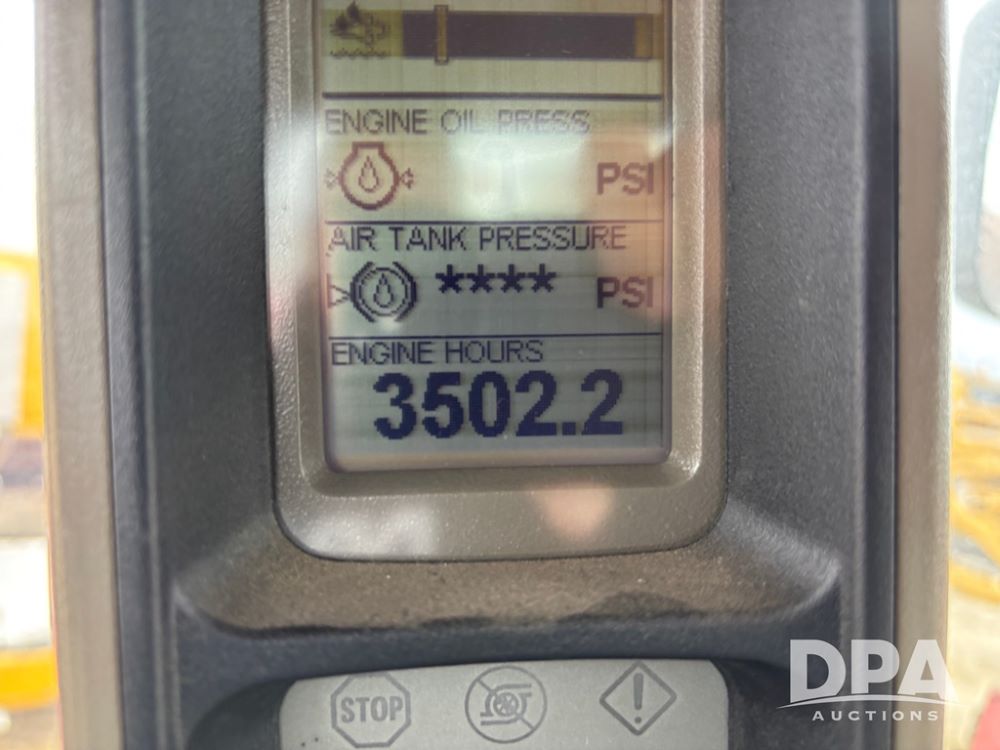 ENGINE OIL PRESS
PSI
AIR TANK PRESSURE
**** PSI
ENGINE HOURS
3502.2
STOP
!
DPA
AUCTIONS